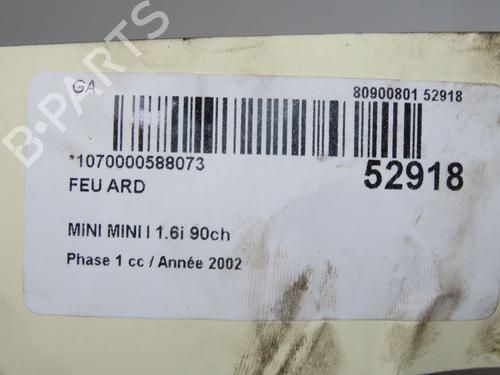 GA
80900801 52918
*1070000588073
52918
FEU ARD
MINI MINI I 1.6i 90ch
Phase 1 cc / Année 2002
B-PARTS